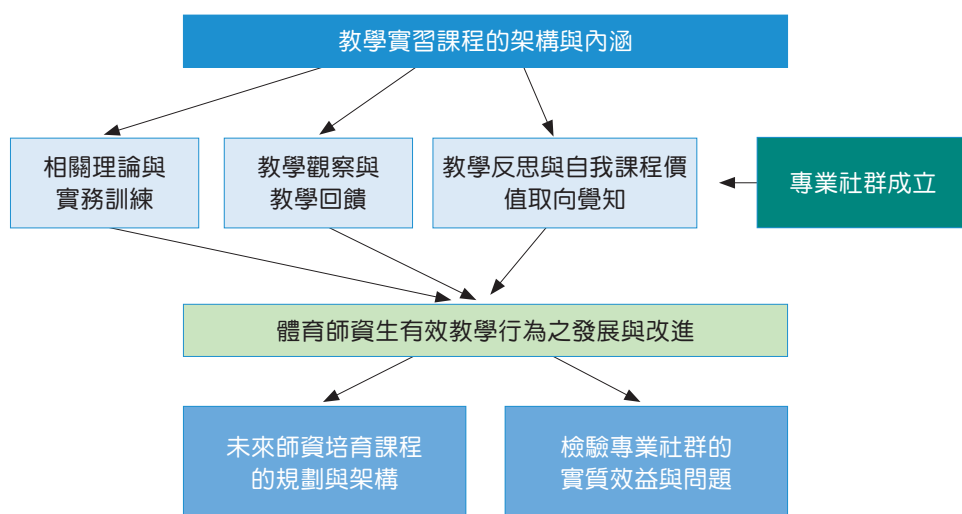 教學實習課程的架構與內涵
相關理論與
實務訓練
教學觀察與
教學回饋
教學反思與自我課程價
值取向覺知
專業社群成立
體育師資生有效教學行為之發展與改進
未來師資培育課程
的規劃與架構
檢驗專業社群的
實質效益與問題